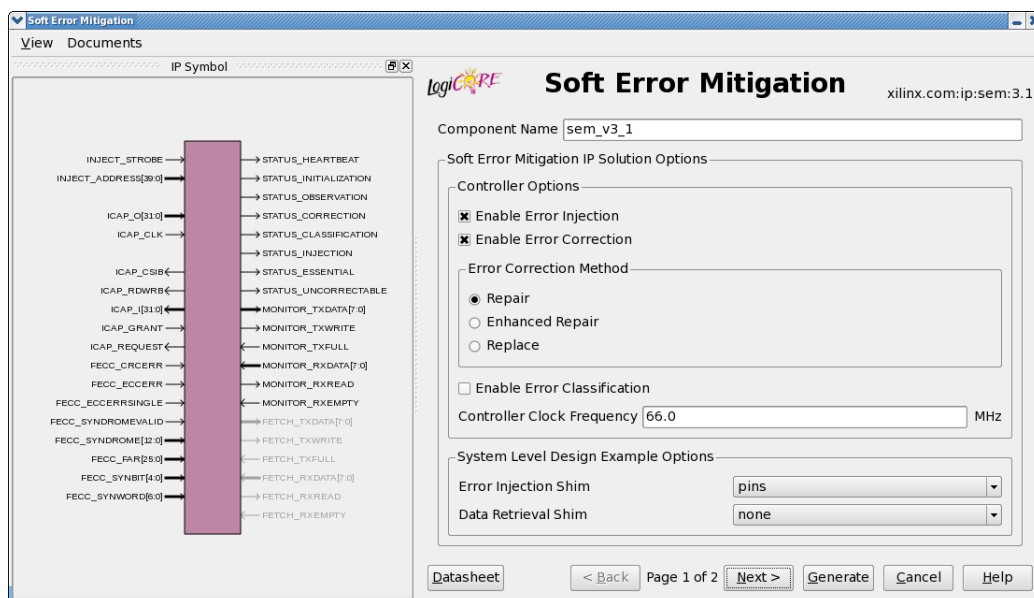 Soft Error Mitigation
View Documents
IP Symbol
INJECT_STROBE
INJECT_ADDRESS[39:0]
ICAP_O[31:0]
ICAP_CLK
ICAP_CSIB
ICAP_RDWRB
ICAP_I[31:0]
ICAP_GRANT
ICAP_REQUEST
FECC_CRCERR
FECC_ECCERR
FECC_ECCERRSINGLE
FECC_SYNDROMEVALID
FECC_SYNDROME[12:0]
FECC_FAR[25:0]
FECC_SYNBIT[4:0]
FECC_SYNWORD[6:0]
STATUS_HEARTBEAT
STATUS_INITIALIZATION
STATUS_OBSERVATION
STATUS_CORRECTION
STATUS_CLASSIFICATION
STATUS_INJECTION
STATUS_ESSENTIAL
STATUS_UNCORRECTABLE
MONITOR_TXDATA[7:0]
MONITOR_TXWRITE
MONITOR_TXFULL
MONITOR_RXDATA[7:0]
MONITOR_RXREAD
MONITOR_RXEMPTY
FETCH_TXDATA[7:0]
FETCH_TXWRITE
FETCH_TXFULL
FETCH_RXDATA[7:0]
FETCH_RXREAD
FETCH_RXEMPTY
LogiCORE
Soft Error Mitigation
xilinx.com:ip:sem:3.1
Component Name sem_v3_1
Soft Error Mitigation IP Solution Options
Controller Options
Enable Error Injection
Enable Error Correction
Error Correction Method
Repair
Enhanced Repair
Replace
Enable Error Classification
Controller Clock Frequency 66.0 MHz
System Level Design Example Options
Error Injection Shim pins
Data Retrieval Shim none
Datasheet < Back Page 1 of 2 Next > Generate Cancel Help